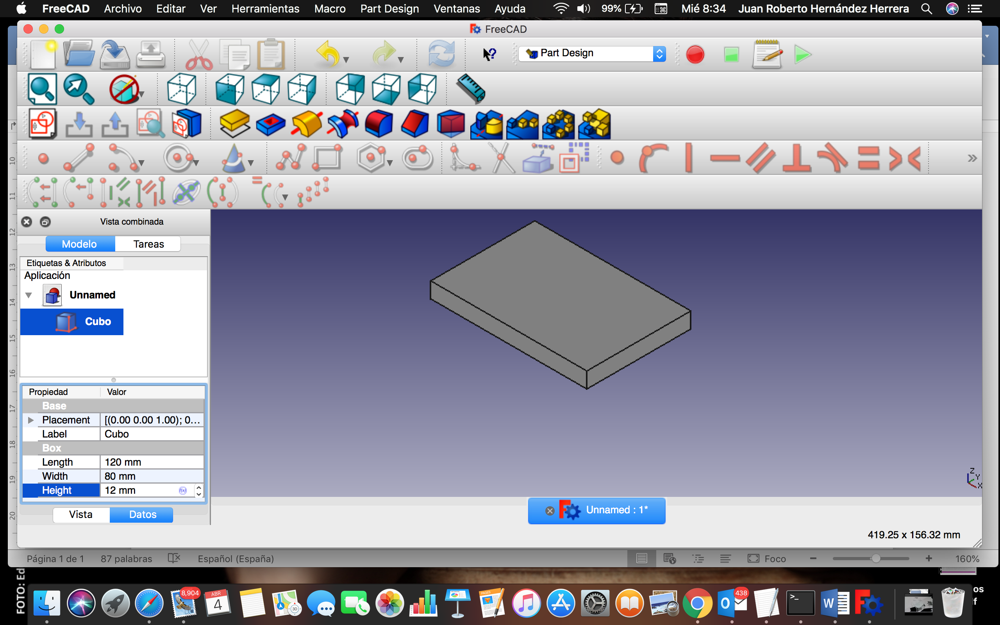 FreeCAD Archivo Editar Ver Herramientas Macro Part Design Ventanas Ayuda 99% Mié 8:34 Juan Roberto Hernández Herrera
FreeCAD
Part Design
Vista combinada
Modelo Tareas
Etiquetas & Atributos
Aplicación
Unnamed
Cubo
Propiedad Valor
Base
Placement [(0.00 0.00 1.00); 0...
Label Cubo
Box
Length 120 mm
Width 80 mm
Height 12 mm
Vista Datos
10
11
12
13
14
15
16
17
18
19
20
Z
Y
X
Unnamed : 1*
419.25 x 156.32 mm
Página 1 de 1 87 palabras Español (España) Foco 160%
FOTO: Ed
os
f
8,904
ABR
4
3D
PAGES
438
W